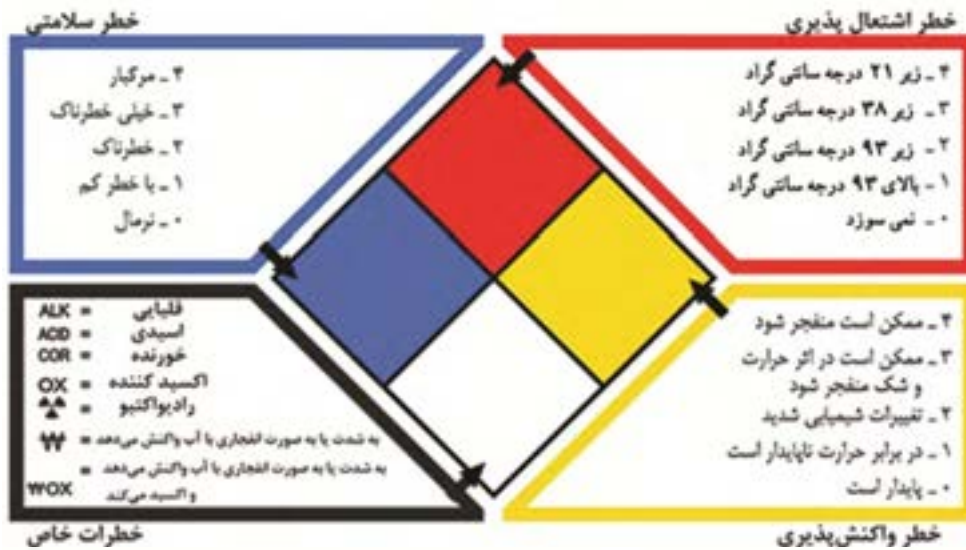 خطر سلامتی
۴ ـ مرگبار
۳ ـ خیلی خطرناک
۲ ـ خطرناک
۱ ـ با خطر کم
۰ ـ نرمال
خطر اشتعال پذیری
۴ ـ زیر ۲۱ درجه سانتی گراد
۳ ـ زیر ۳۸ درجه سانتی گراد
۲ ـ زیر ۹۳ درجه سانتی گراد
۱ ـ بالای ۹۳ درجه سانتی گراد
۰ ـ نمی سوزد
ALK = قلیایی
ACID = اسیدی
COR = خورنده
OX = اکسید کننده
= رادیواکتیو
W = به شدت یا به صورت انفجاری با آب واکنش می‌دهد
= به شدت یا به صورت انفجاری با آب واکنش می‌دهد
WOX و اکسید می‌کند
خطرات خاص
۴ ـ ممکن است منفجر شود
۳ ـ ممکن است در اثر حرارت
و شک منفجر شود
۲ ـ تغییرات شیمیایی شدید
۱ ـ در برابر حرارت ناپایدار است
۰ ـ پایدار است
خطر واکنش‌پذیری